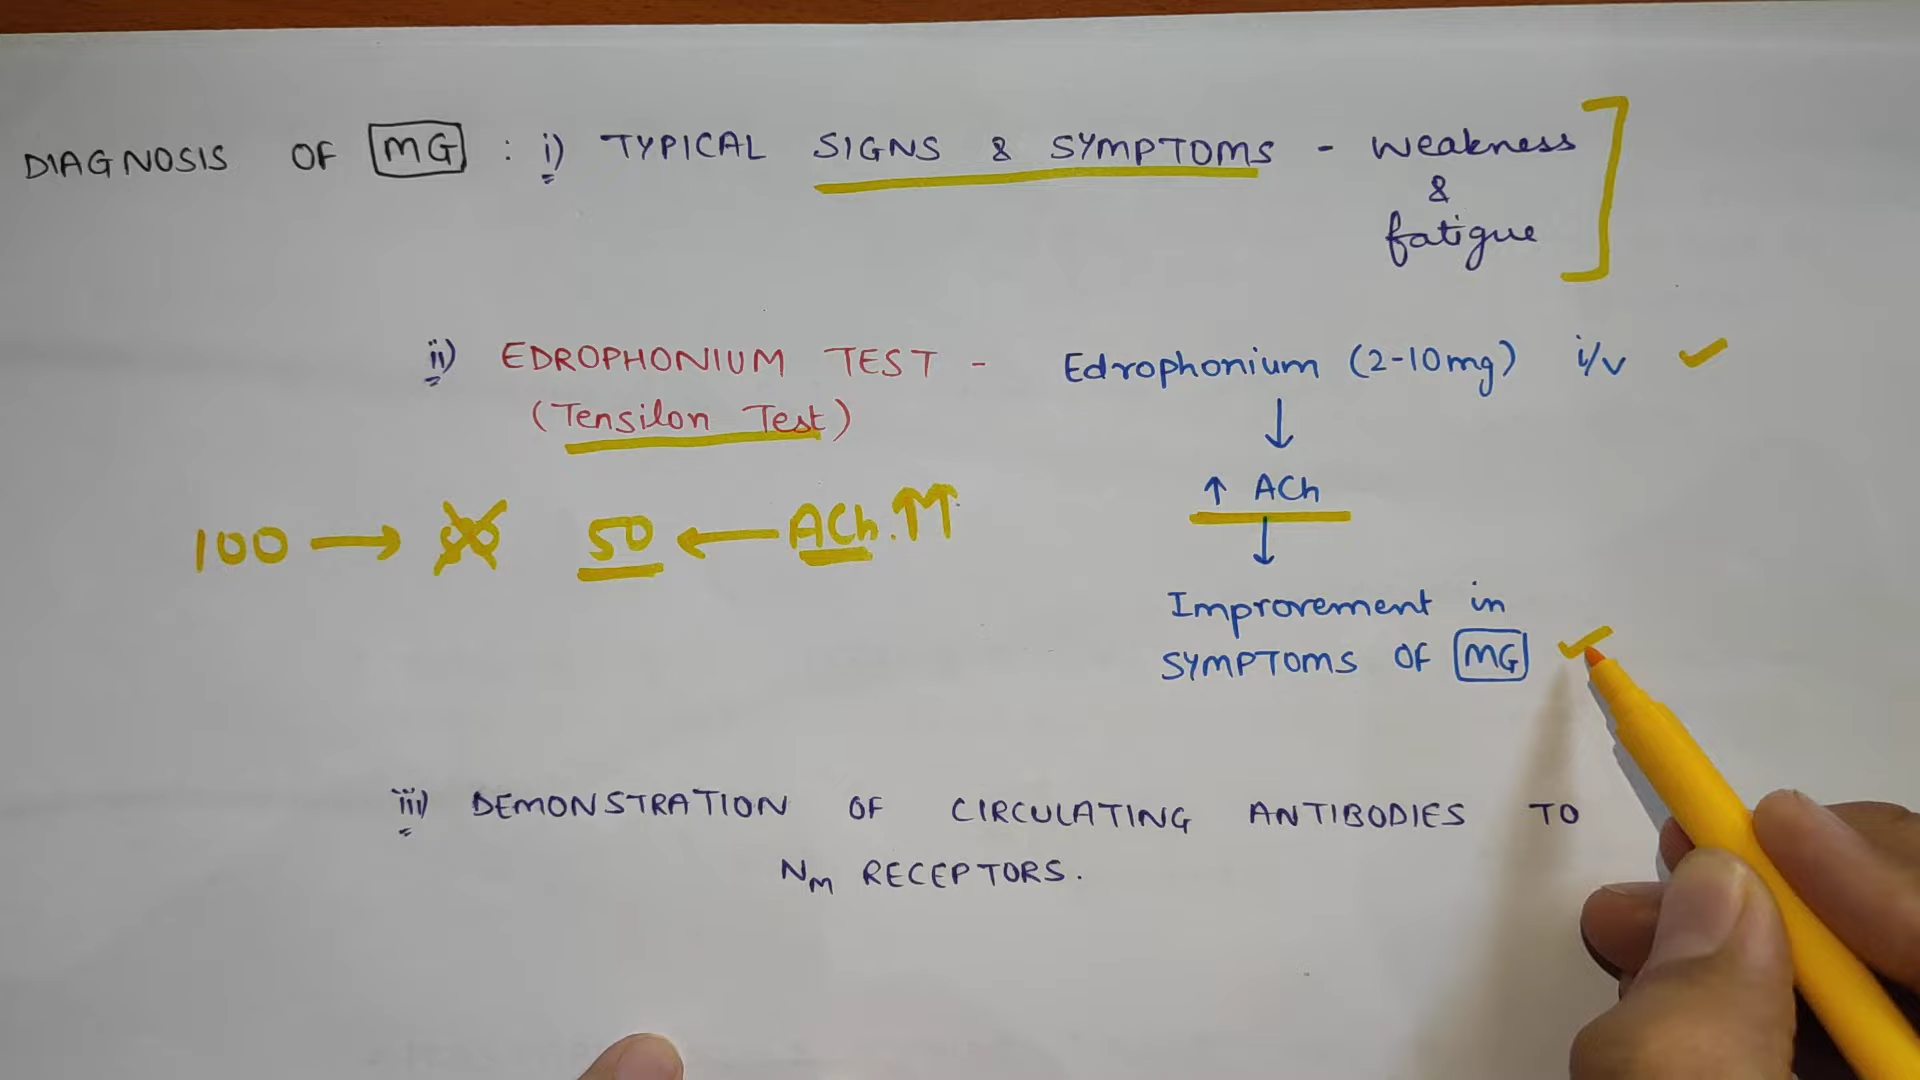 DIAGNOSIS OF MG : i) TYPICAL SIGNS & SYMPTOMS - Weakness
&
fatigue
ii) EDROPHONIUM TEST - Edrophonium (2-10mg) i/v ✓
(Tensilon Test)
↓
↑ ACh
100 → 50 ← ACh. ↑↑
↓
Improvement in
SYMPTOMS OF MG ✓
iii) DEMONSTRATION OF CIRCULATING ANTIBODIES TO
NM RECEPTORS.